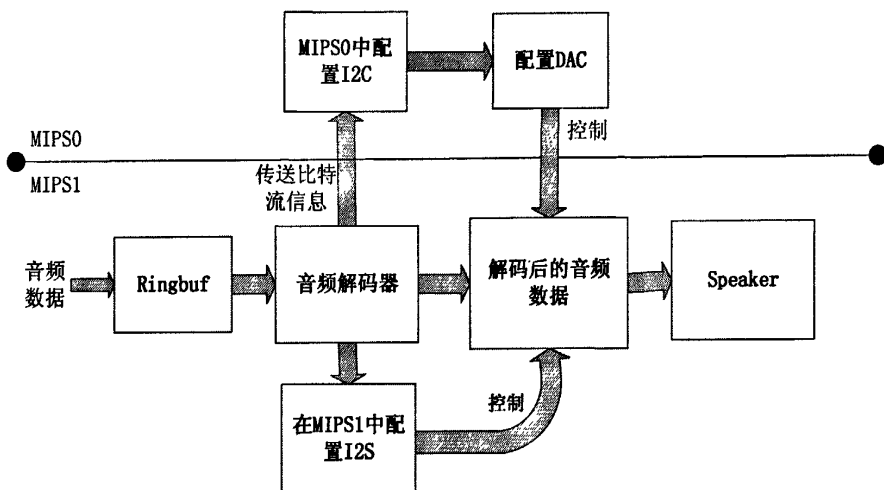 MIPS0中配
置I2C
配置DAC
控制
MIPS0
MIPS1
传送比特
流信息
音频
数据
Ringbuf
音频解码器
解码后的音频
数据
Speaker
在MIPS1中配
置I2S
控制